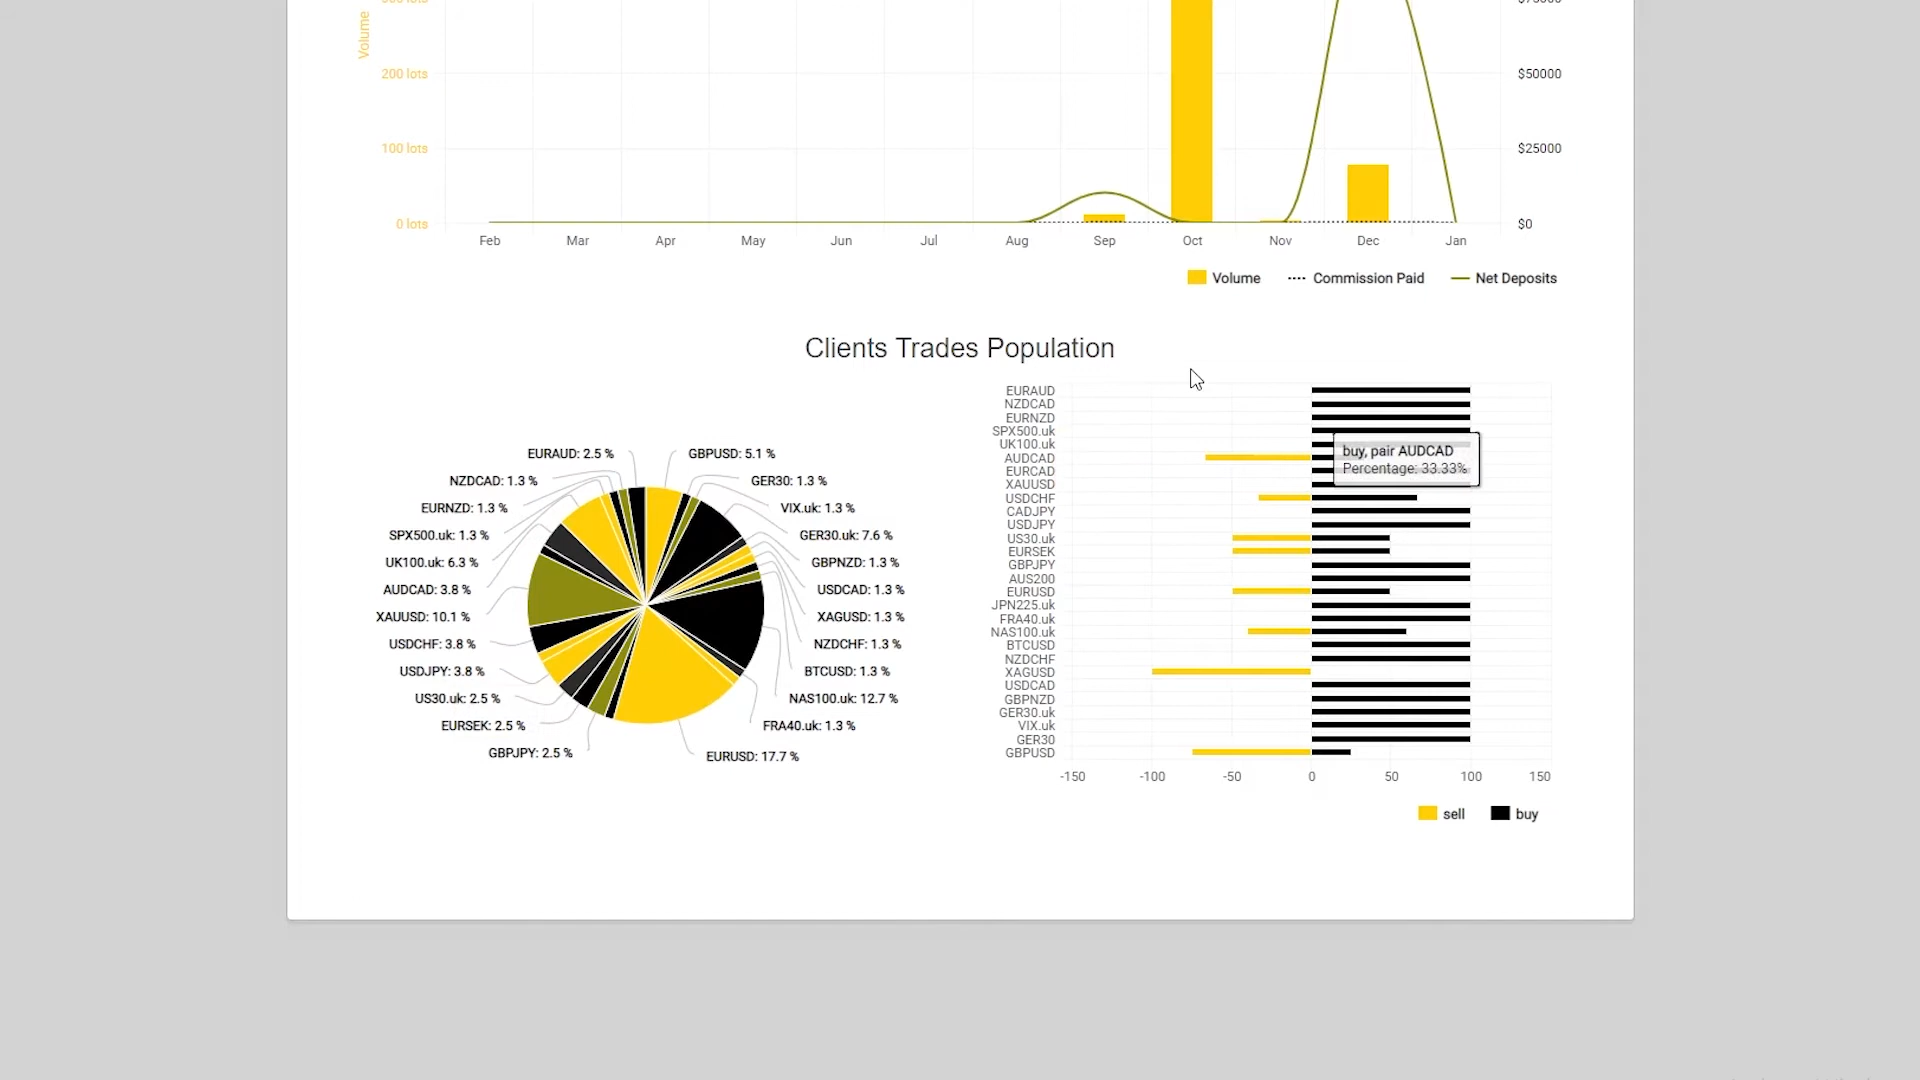 Volume
200 lots
100 lots
0 lots
$50000
$25000
$0
Feb Mar Apr May Jun Jul Aug Sep Oct Nov Dec Jan
Volume Commission Paid Net Deposits
Clients Trades Population
EURAUD: 2.5 %
NZDCAD: 1.3 %
EURNZD: 1.3 %
SPX500.uk: 1.3 %
UK100.uk: 6.3 %
AUDCAD: 3.8 %
XAUUSD: 10.1 %
USDCHF: 3.8 %
USDJPY: 3.8 %
US30.uk: 2.5 %
EURSEK: 2.5 %
GBPJPY: 2.5 %
GBPUSD: 5.1 %
GER30: 1.3 %
VIX.uk: 1.3 %
GER30.uk: 7.6 %
GBPNZD: 1.3 %
USDCAD: 1.3 %
XAGUSD: 1.3 %
NZDCHF: 1.3 %
BTCUSD: 1.3 %
NAS100.uk: 12.7 %
FRA40.uk: 1.3 %
EURUSD: 17.7 %
EURAUD
NZDCAD
EURNZD
SPX500.uk
UK100.uk
AUDCAD
EURCAD
XAUUSD
USDCHF
CADJPY
USDJPY
US30.uk
EURSEK
GBPJPY
AUS200
EURUSD
JPN225.uk
FRA40.uk
NAS100.uk
BTCUSD
NZDCHF
XAGUSD
USDCAD
GBPNZD
GER30.uk
VIX.uk
GER30
GBPUSD
buy, pair AUDCAD
Percentage: 33.33%
-150 -100 -50 0 50 100 150
sell buy